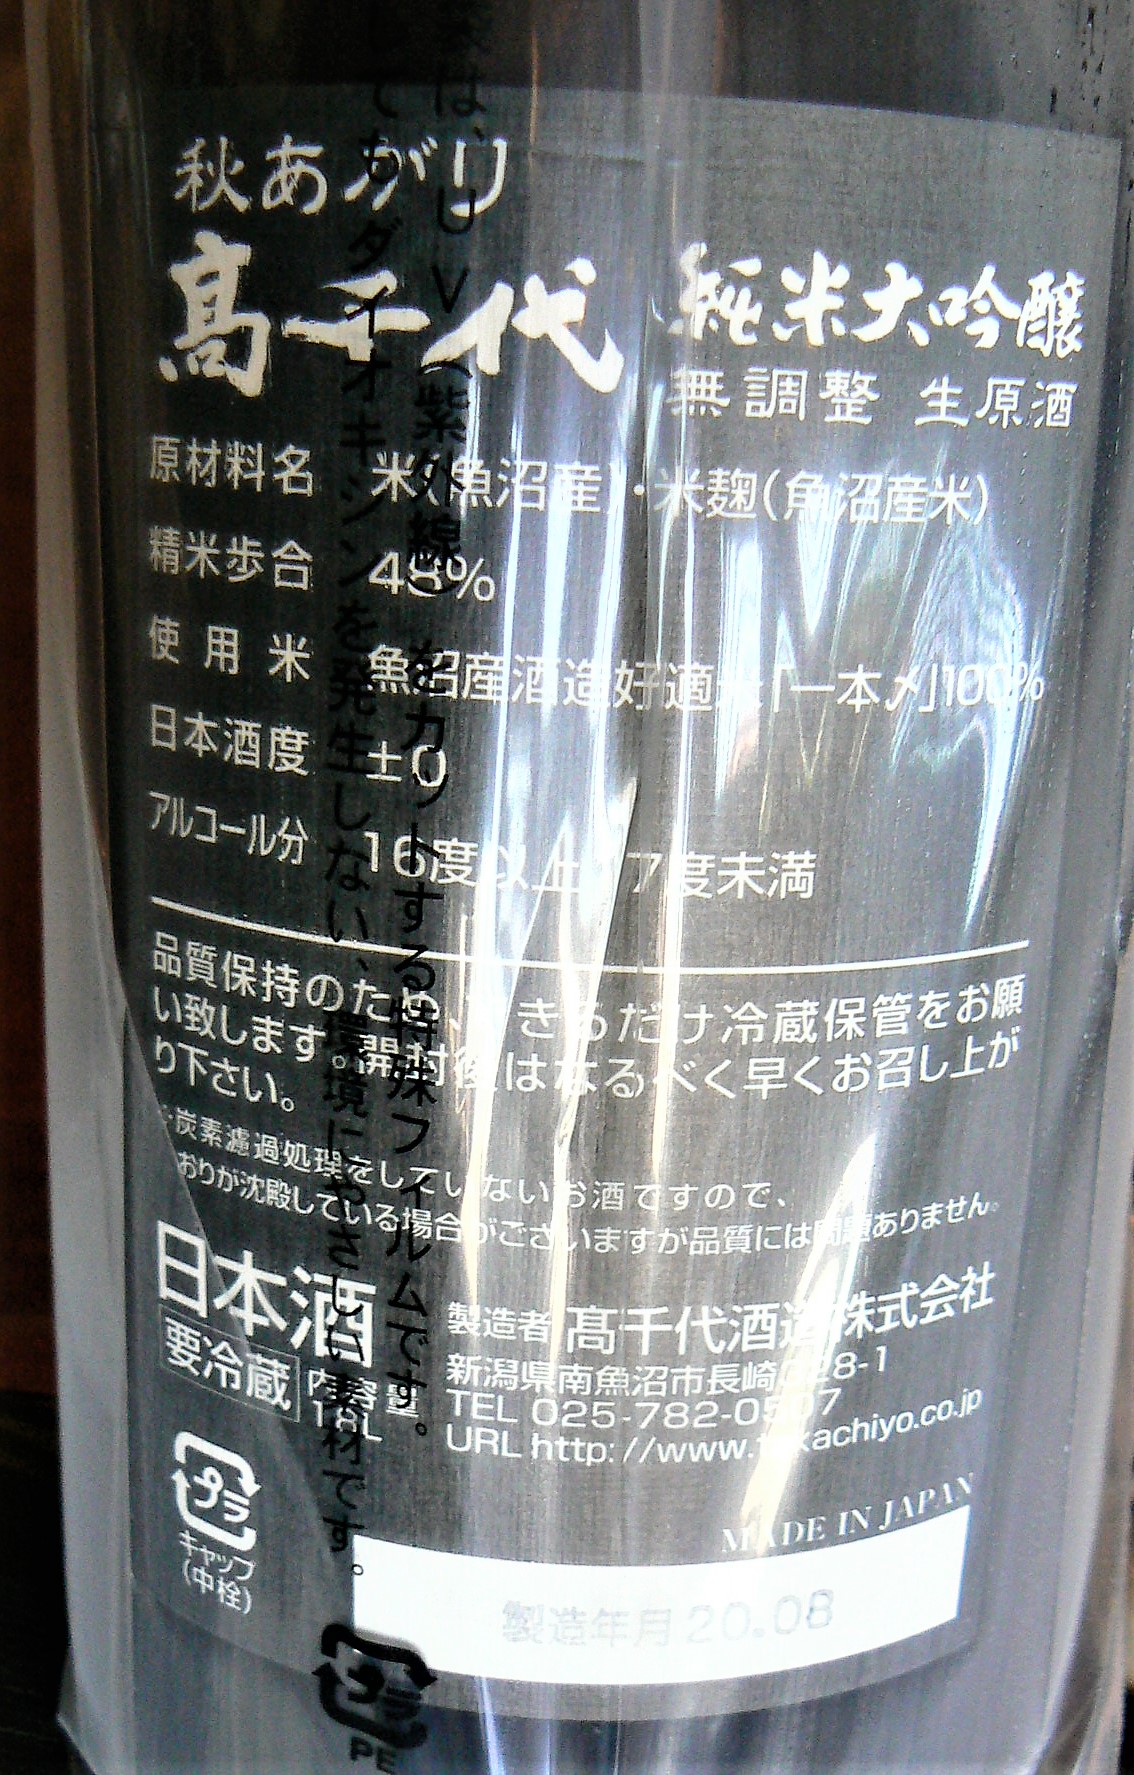 秋あがり
髙千代 純米大吟醸
無調整 生原酒
原材料名 米(魚沼産)・米麹(魚沼産米)
精米歩合 48%
使用米 魚沼産酒造好適米「一本〆」100%
日本酒度 ±0
アルコール分 16度以上17度未満
品質保持のため、できるだけ冷蔵保管をお願
い致します。開封後はなるべく早くお召し上が
り下さい。
※炭素濾過処理をしていないお酒ですので、
おりが沈殿している場合がございますが品質には問題ありません。
日本酒
要冷蔵
内容量
1.8L
製造者 髙千代酒造株式会社
新潟県南魚沼市長崎328-1
TEL 025-782-0507
URL http://www.takachiyo.co.jp
プラ
キャップ
(中栓)
MADE IN JAPAN
製造年月20.08
は、UV(紫外線)をカットする特殊フィルムです。
してもダイオキシンを発生しない、環境にやさしい素材です。
プラ
PE